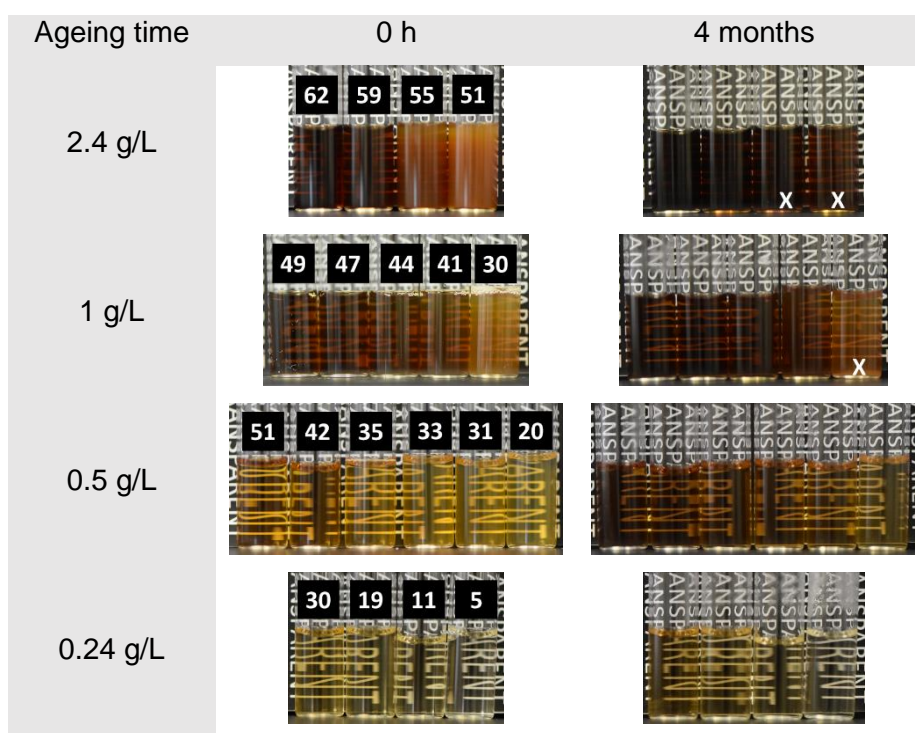 Ageing time 0 h 4 months
2.4 g/L
62 59 55 51
X X
1 g/L
49 47 44 41 30
X
0.5 g/L
51 42 35 33 31 20
0.24 g/L
30 19 11 5